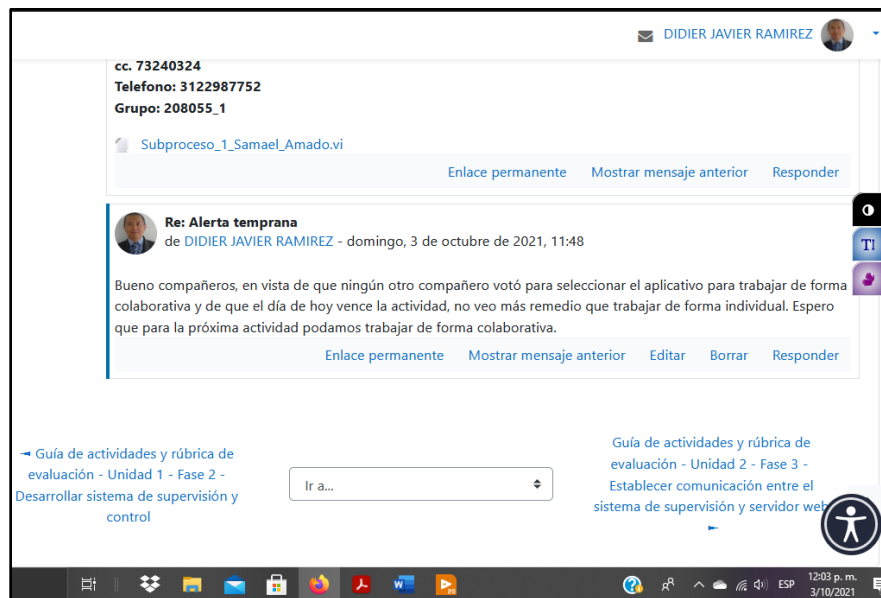 DIDIER JAVIER RAMIREZ
cc. 73240324
Telefono: 3122987752
Grupo: 208055_1
Subproceso_1_Samael_Amado.vi
Enlace permanente Mostrar mensaje anterior Responder
Re: Alerta temprana
de DIDIER JAVIER RAMIREZ - domingo, 3 de octubre de 2021, 11:48
Bueno compañeros, en vista de que ningún otro compañero votó para seleccionar el aplicativo para trabajar de forma
colaborativa y de que el día de hoy vence la actividad, no veo más remedio que trabajar de forma individual. Espero
que para la próxima actividad podamos trabajar de forma colaborativa.
Enlace permanente Mostrar mensaje anterior Editar Borrar Responder
◄ Guía de actividades y rúbrica de
evaluación - Unidad 1 - Fase 2 -
Desarrollar sistema de supervisión y
control
Ir a...
Guía de actividades y rúbrica de
evaluación - Unidad 2 - Fase 3 -
Establecer comunicación entre el
sistema de supervisión y servidor web
►
ESP
12:03 p. m.
3/10/2021